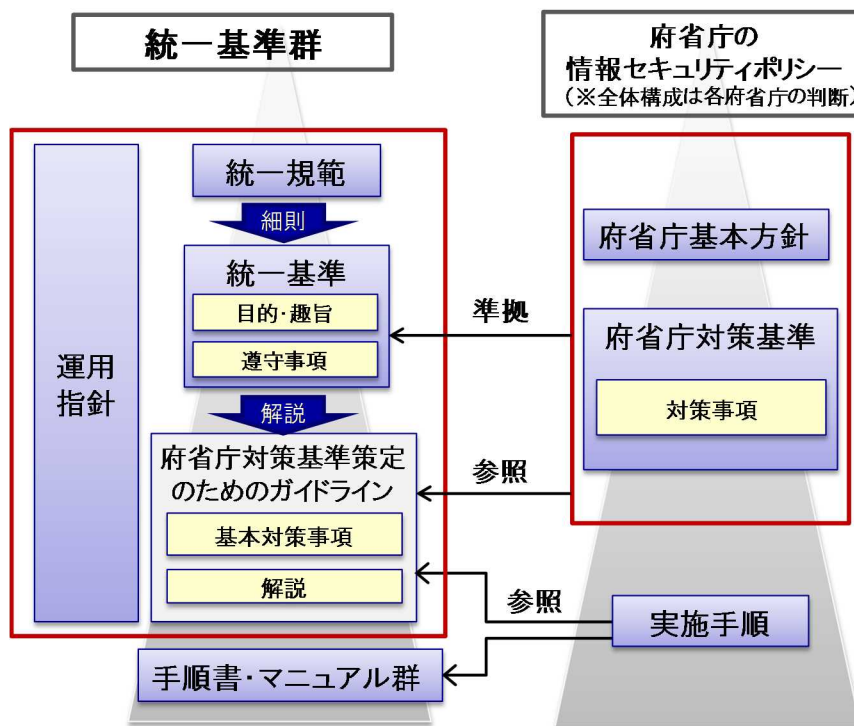 統一基準群
府省庁の
情報セキュリティポリシー
（※全体構成は各府省庁の判断）
運用
指針
統一規範
細則
統一基準
目的・趣旨
遵守事項
解説
府省庁対策基準策定
のためのガイドライン
基本対策事項
解説
手順書・マニュアル群
準拠
参照
参照
府省庁基本方針
府省庁対策基準
対策事項
実施手順